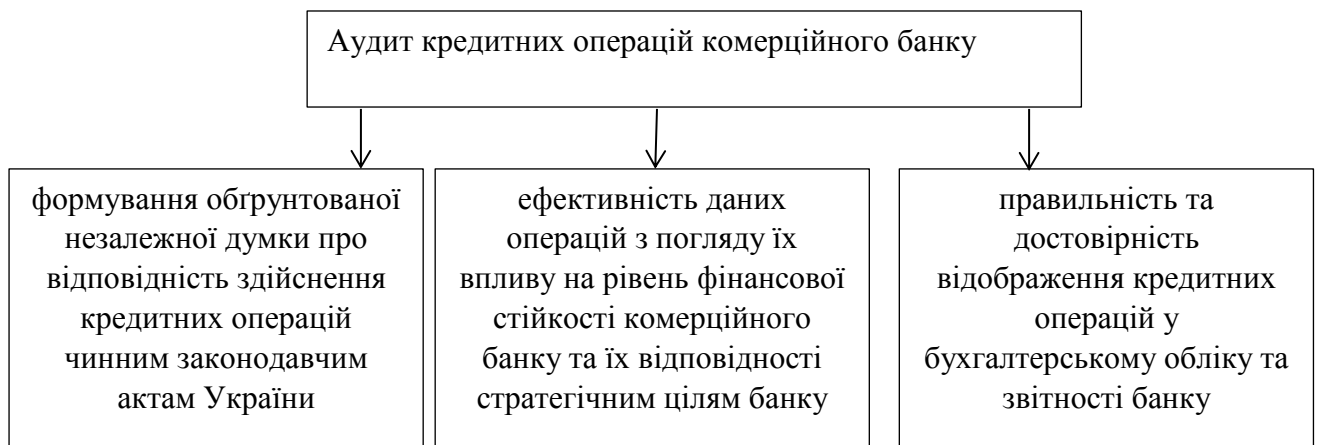 Аудит кредитних операцій комерційного банку
формування обґрунтованої
незалежної думки про
відповідність здійснення
кредитних операцій
чинним законодавчим
актам України
ефективність даних
операцій з погляду їх
впливу на рівень фінансової
стійкості комерційного
банку та їх відповідності
стратегічним цілям банку
правильність та
достовірність
відображення кредитних
операцій у
бухгалтерському обліку та
звітності банку